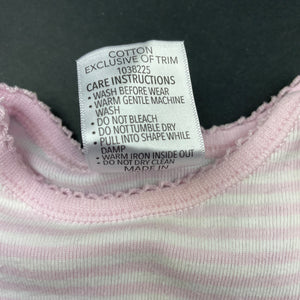 COTTON
EXCLUSIVE OF TRIM
1038225
CARE INSTRUCTIONS
• WASH BEFORE WEAR
• WARM GENTLE MACHINE
WASH
• DO NOT BLEACH
• DO NOT TUMBLE DRY
• PULL INTO SHAPE WHILE
DAMP
• WARM IRON INSIDE OUT
• DO NOT DRY CLEAN
MADE IN